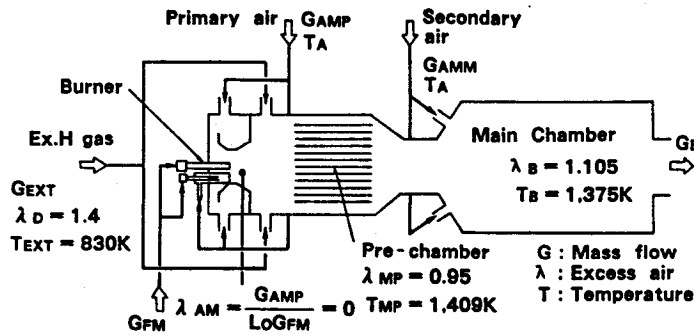 Primary air
GAMP
TA
Secondary
air
GAMM
TA
Burner
Ex.H gas
GEXT
λD = 1.4
TEXT = 830K
Main Chamber
λB = 1.105
TB = 1,375K
Pre-chamber
λMP = 0.95
TMP = 1,409K
G : Mass flow
λ : Excess air
T : Temperature
GFM
λAM = GAMP / LoGFM = 0